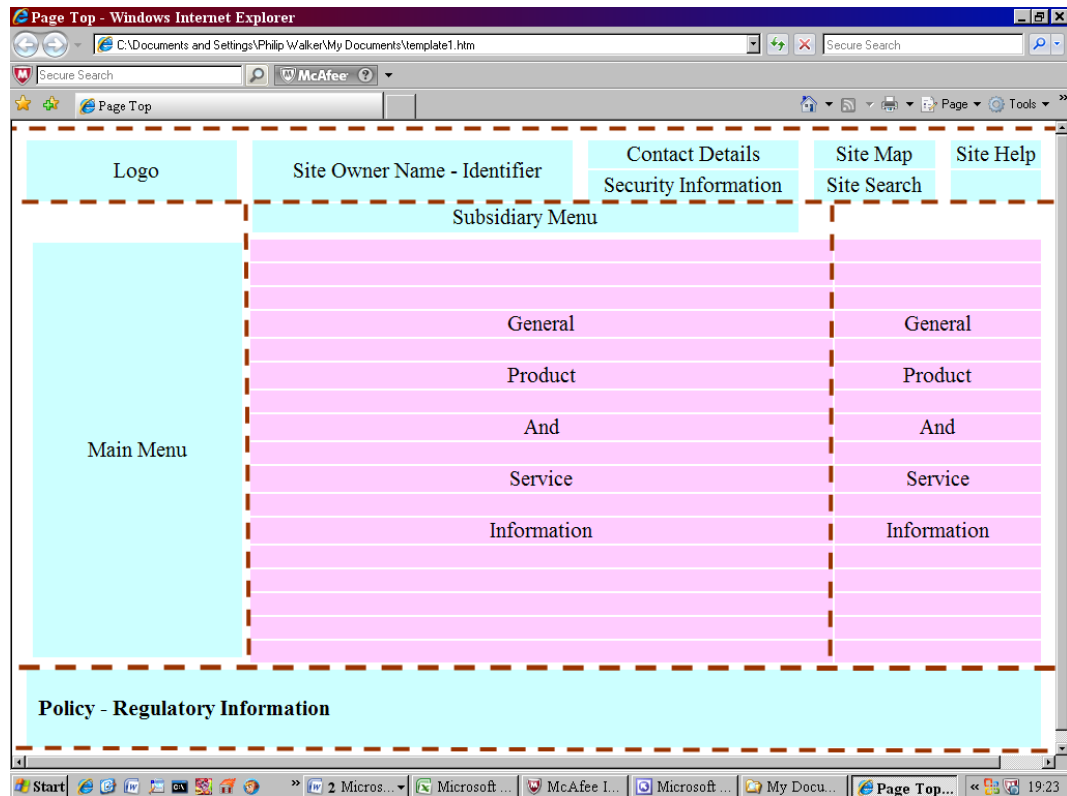 Page Top - Windows Internet Explorer
C:\Documents and Settings\Philip Walker\My Documents\template1.htm
Secure Search
Secure Search
McAfee
Page Top
Page
Tools
Logo
Site Owner Name - Identifier
Contact Details
Site Map
Site Help
Security Information
Site Search
Subsidiary Menu
Main Menu
General
Product
And
Service
Information
General
Product
And
Service
Information
Policy - Regulatory Information
Start
2 Micros...
Microsoft ...
McAfee I...
Microsoft ...
My Docu...
Page Top...
19:23